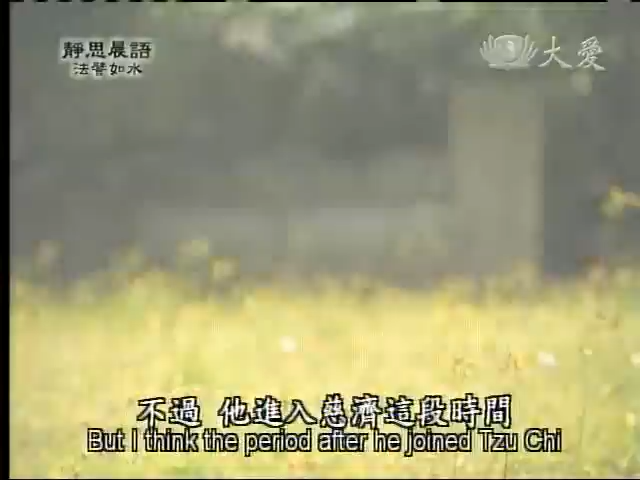 靜思晨語
法譬如水
大愛
不過 他進入慈濟這段時間
But I think the period after he joined Tzu Chi